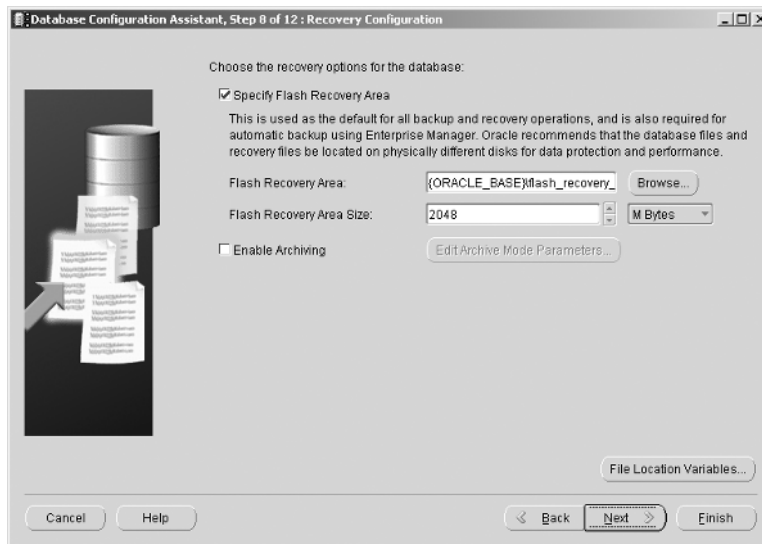 Database Configuration Assistant, Step 8 of 12 : Recovery Configuration
Choose the recovery options for the database:
Specify Flash Recovery Area
This is used as the default for all backup and recovery operations, and is also required for
automatic backup using Enterprise Manager. Oracle recommends that the database files and
recovery files be located on physically different disks for data protection and performance.
Flash Recovery Area: {ORACLE_BASE}\flash_recovery_ Browse...
Flash Recovery Area Size: 2048 M Bytes
Enable Archiving Edit Archive Mode Parameters...
File Location Variables...
Cancel Help Back Next Finish